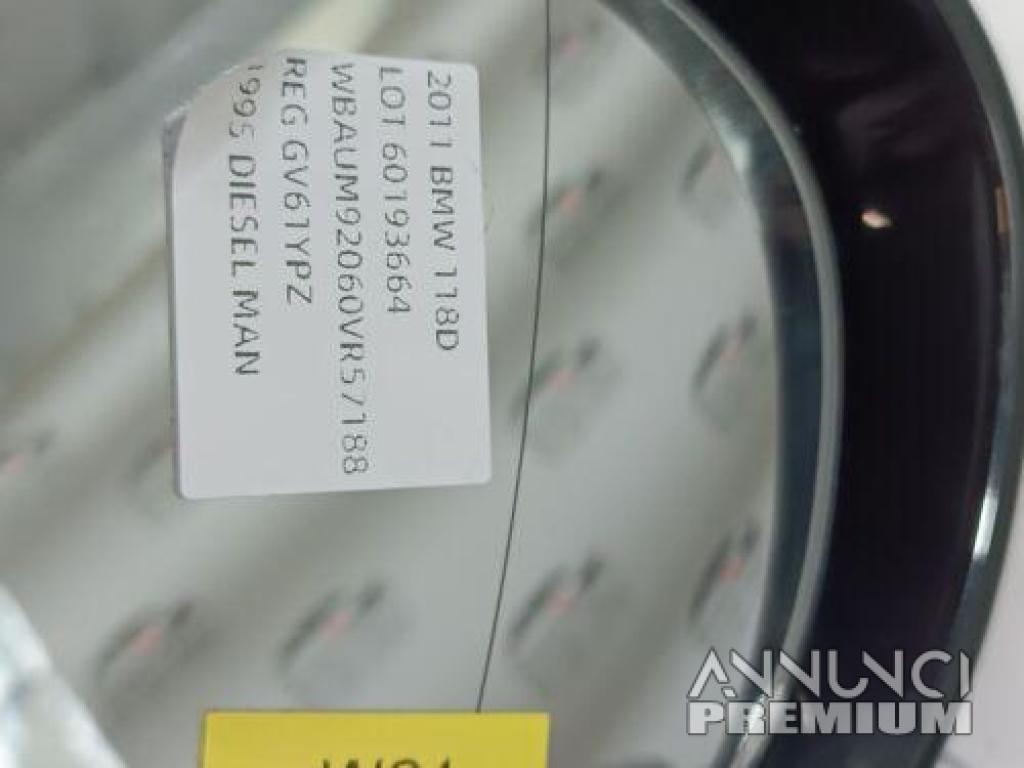 2011 BMW 118D
LOT 60193664
WBAUM92060VR57188
REG GV61YPZ
1995 DIESEL MAN
ANNUNCI
PREMIUM